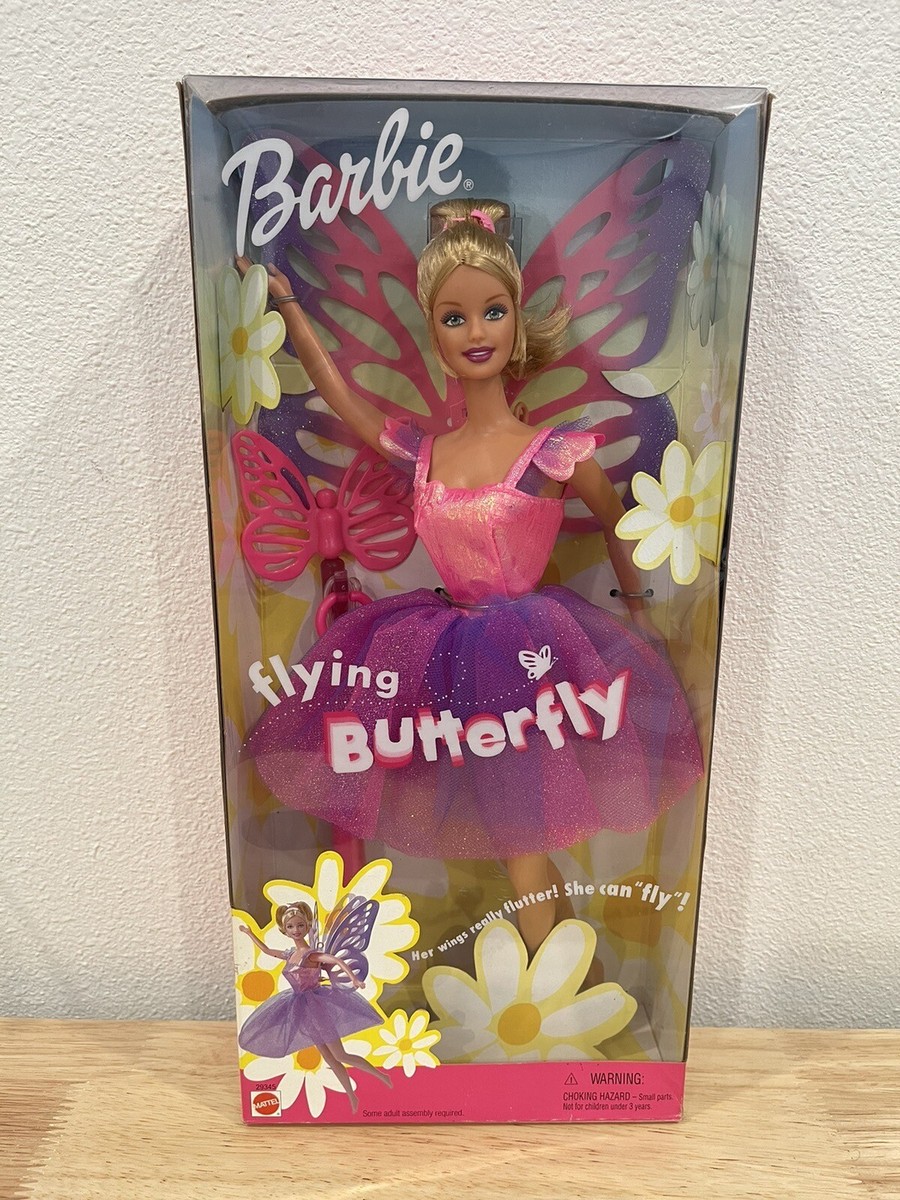 Barbie®
flying
Butterfly
Her wings really flutter! She can "fly"!
29345
MATTEL
Some adult assembly required.
⚠ WARNING:
CHOKING HAZARD – Small parts.
Not for children under 3 years.